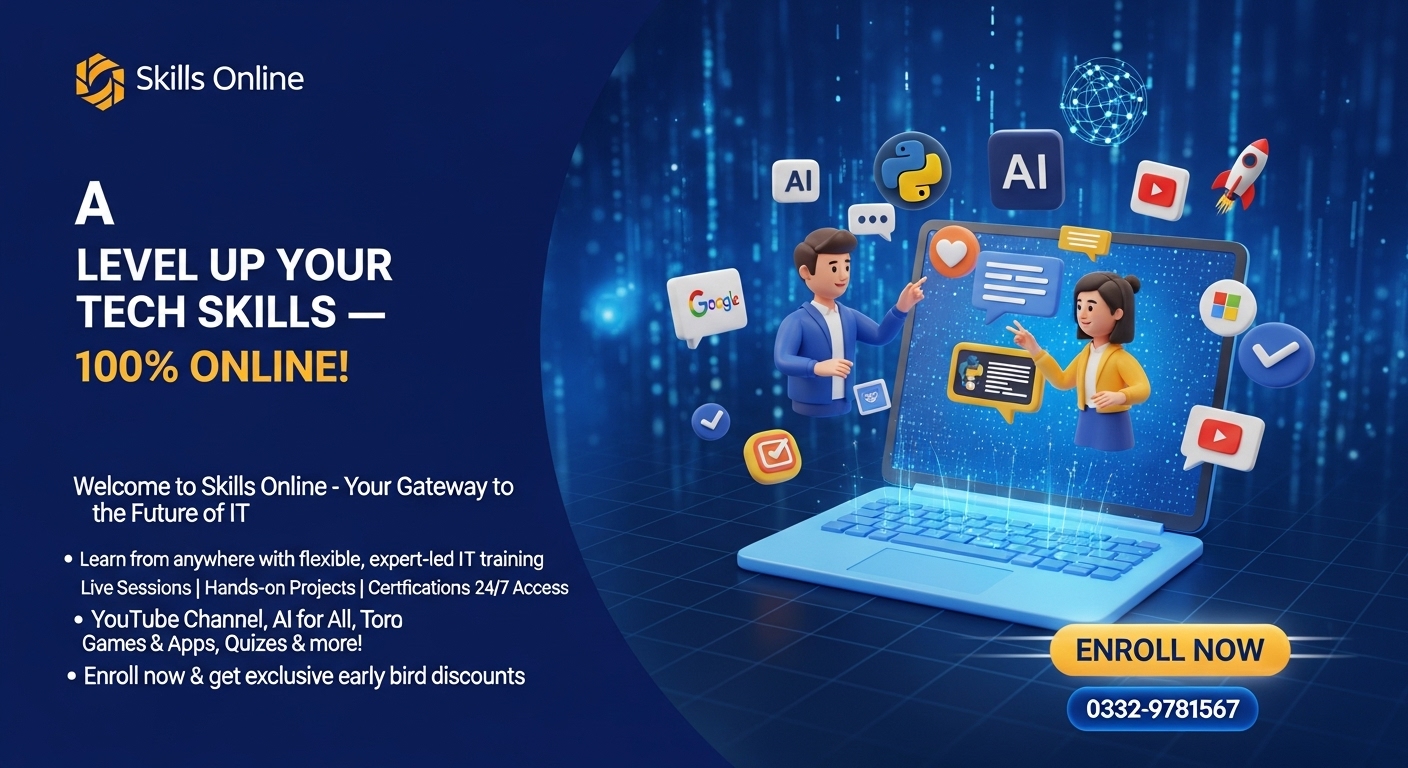 Skills Online
A
LEVEL UP YOUR
TECH SKILLS —
100% ONLINE!
Welcome to Skills Online - Your Gateway to
the Future of IT
• Learn from anywhere with flexible, expert-led IT training
Live Sessions | Hands-on Projects | Certfications 24/7 Access
• YouTube Channel, AI for All, Toro
Games & Apps, Quizes & more!
• Enroll now & get exclusive early bird discounts
AI
AI
Google
ENROLL NOW
0332-9781567